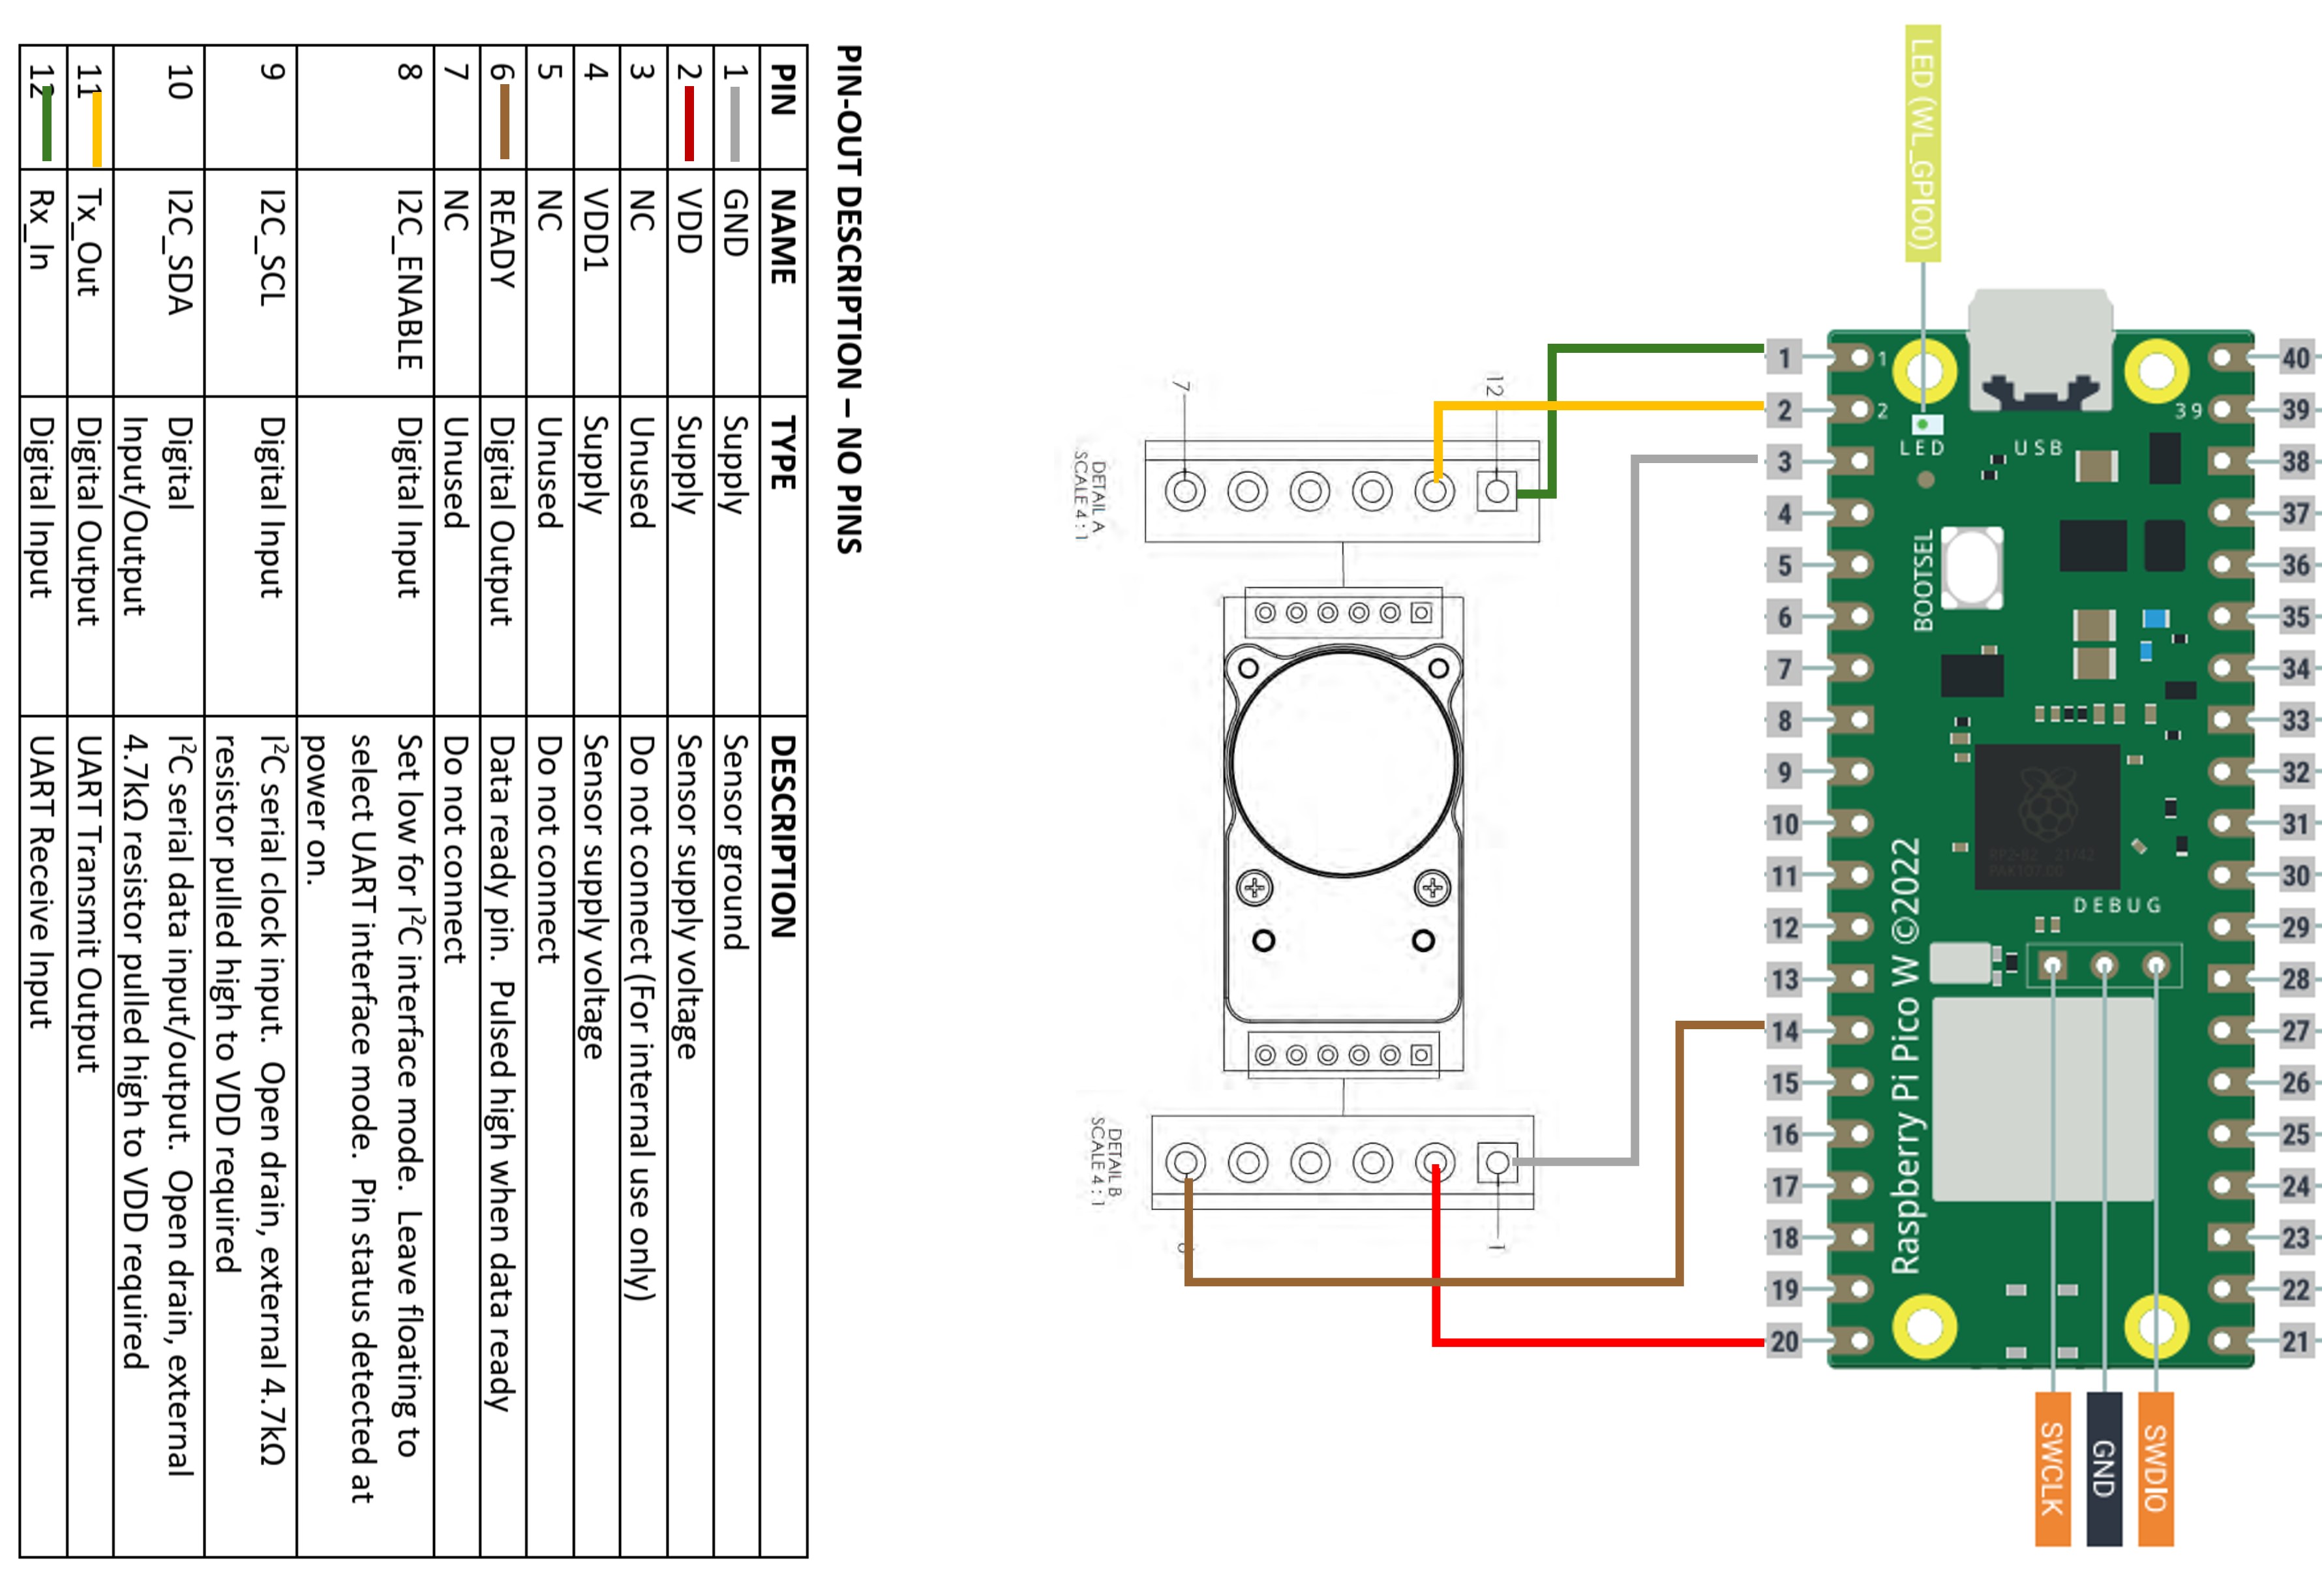 40 39 38 37 36 35 34 33 32 31 30 29 28 27 26 25 24 23 22 21
39
DEBUG
SWDIO
GND
SWCLK
USB
LED (WL_GPIO0)
LED
BOOTSEL
Raspberry Pi Pico W ©2022
1 2
1 2 3 4 5 6 7 8 9 10 11 12 13 14 15 16 17 18 19 20
12
1
7
6
DETAIL A
SCALE 4 : 1
DETAIL B
SCALE 4 : 1
PIN-OUT DESCRIPTION – NO PINS
PIN NAME TYPE DESCRIPTION
1 GND Supply Sensor ground
2 VDD Supply Sensor supply voltage
3 NC Unused Do not connect (For internal use only)
4 VDD1 Supply Sensor supply voltage
5 NC Unused Do not connect
6 READY Digital Output Data ready pin. Pulsed high when data ready
7 NC Unused Do not connect
8 I2C_ENABLE Digital Input Set low for I²C interface mode. Leave floating to
select UART interface mode. Pin status detected at
power on.
9 I2C_SCL Digital Input I²C serial clock input. Open drain, external 4.7kΩ
resistor pulled high to VDD required
10 I2C_SDA Digital I²C serial data input/output. Open drain, external
Input/Output 4.7kΩ resistor pulled high to VDD required
11 Tx_Out Digital Output UART Transmit Output
12 Rx_In Digital Input UART Receive Input